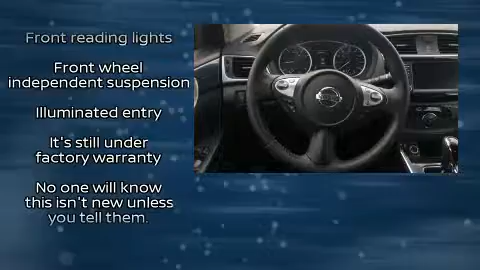 Front reading lights
Front wheel
independent suspension
Illuminated entry
It's still under
factory warranty
No one will know
this isn't new unless
you tell them.